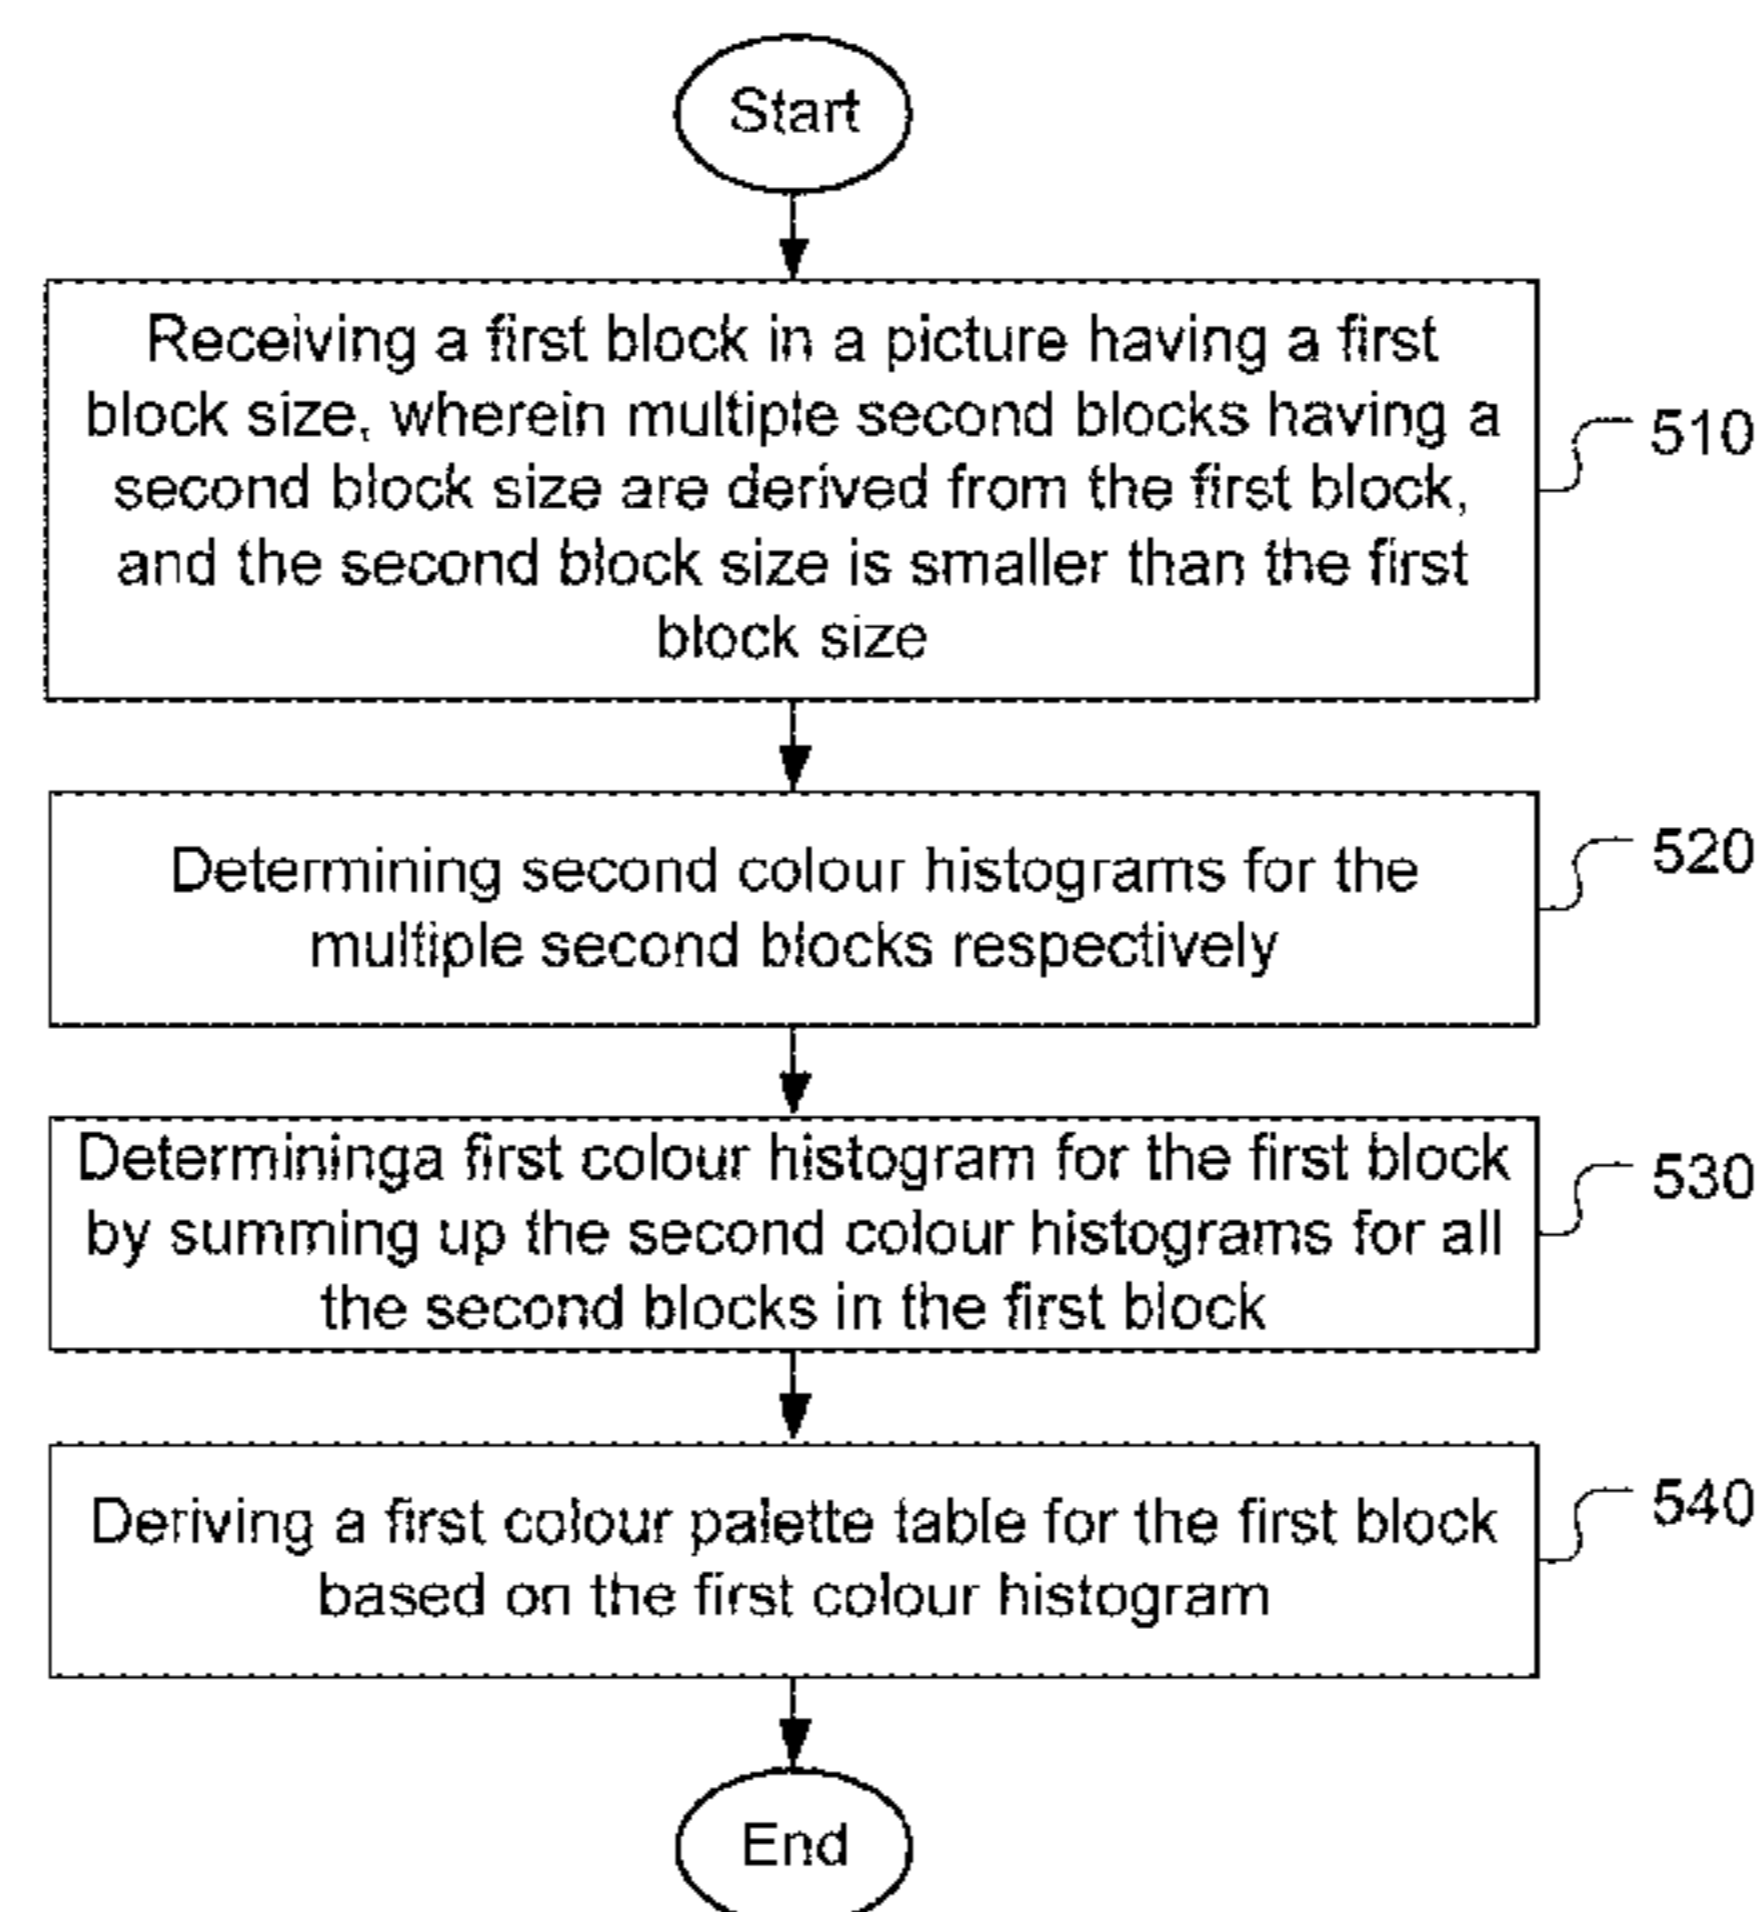 Start
Receiving a first block in a picture having a first
block size, wherein multiple second blocks having a
second block size are derived from the first block,
and the second block size is smaller than the first
block size
510
Determining second colour histograms for the
multiple second blocks respectively
520
Detemininga first colour histogram for the first block
by summing up the second colour histograms for all
the second blocks in the first block
530
Deriving a first colour palette table for the first block
based on the first colour histogram
540
End